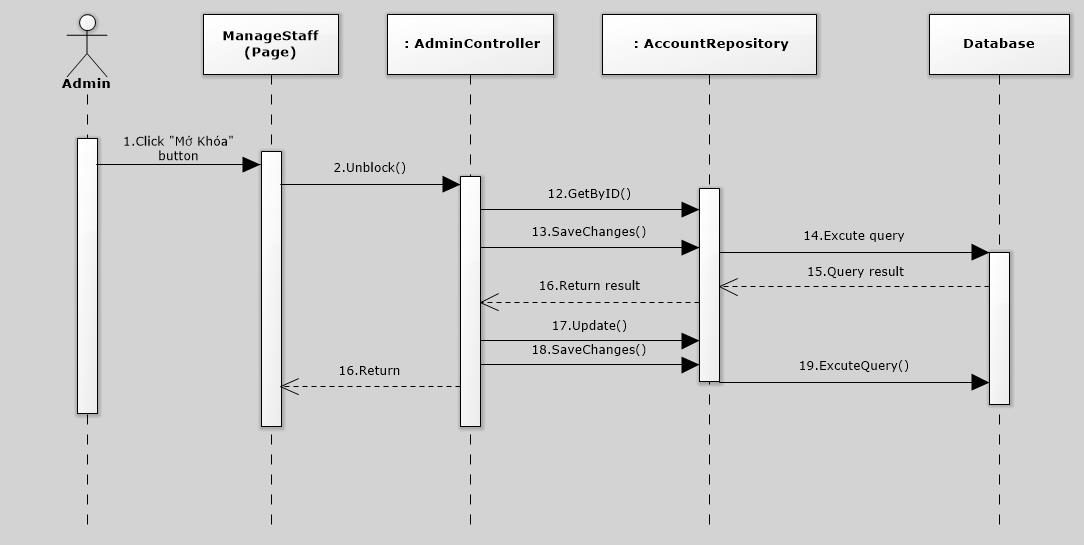 Admin
ManageStaff
(Page)
: AdminController
: AccountRepository
Database
1.Click "Mở Khóa"
button
2.Unblock()
12.GetByID()
13.SaveChanges()
14.Excute query
15.Query result
16.Return result
17.Update()
18.SaveChanges()
19.ExcuteQuery()
16.Return